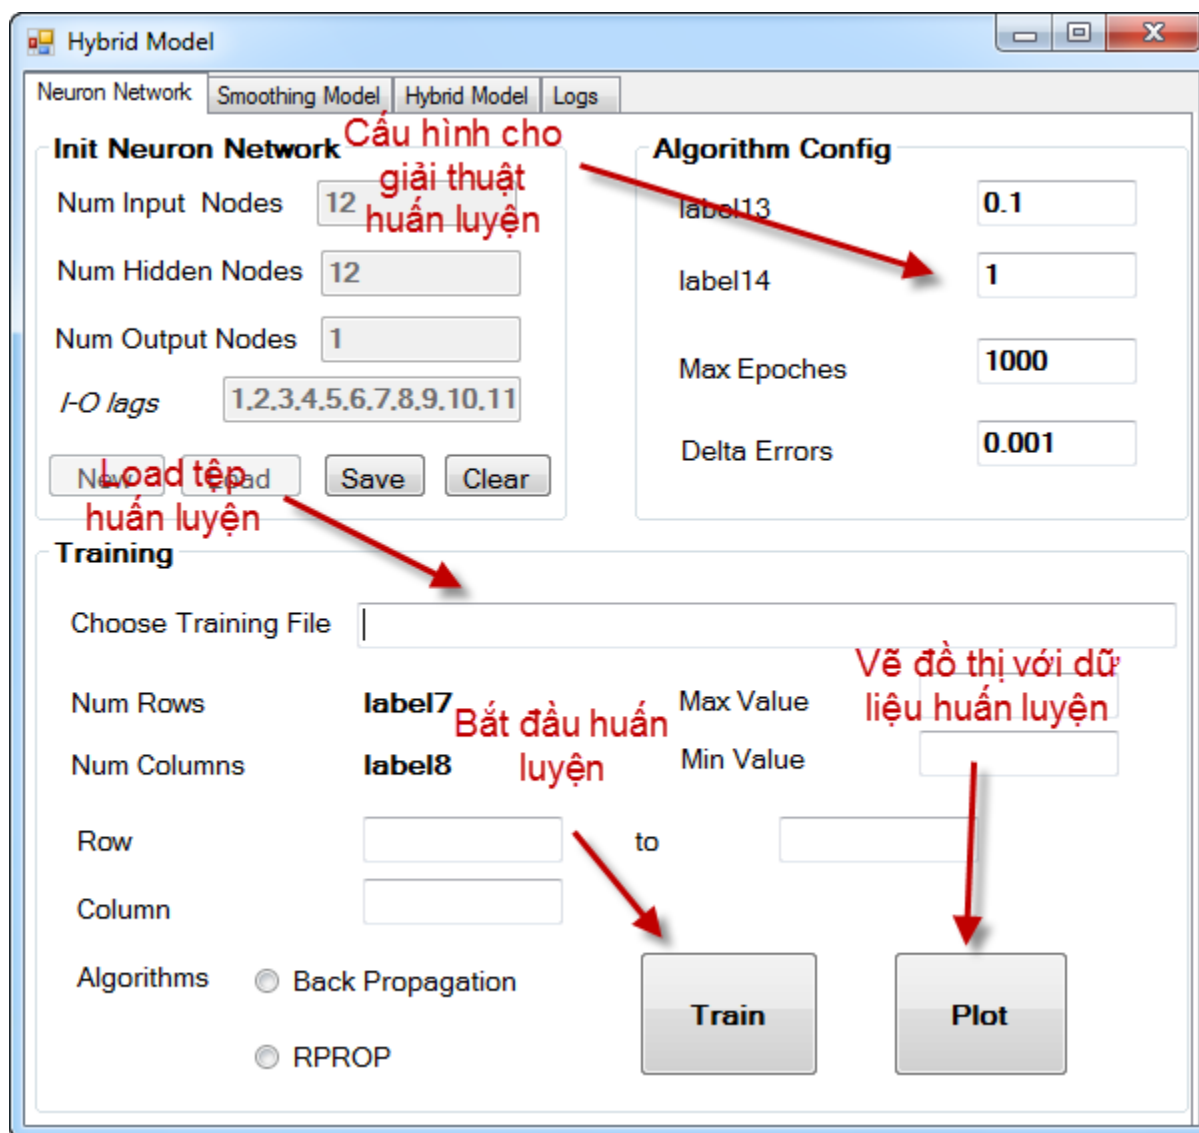 Hybrid Model
Neuron Network Smoothing Model Hybrid Model Logs
Cấu hình cho
giải thuật
huấn luyện
Init Neuron Network
Num Input Nodes 12
Num Hidden Nodes 12
Num Output Nodes 1
I-O lags 1,2,3,4,5,6,7,8,9,10,11
New Load Save Clear
Load tệp
huấn luyện
Algorithm Config
label13 0.1
label14 1
Max Epoches 1000
Delta Errors 0.001
Training
Choose Training File
Num Rows label7
Num Columns label8
Bắt đầu huấn
luyện
Max Value
Min Value
Vẽ đồ thị với dữ
liệu huấn luyện
Row to
Column
Algorithms Back Propagation
RPROP
Train
Plot